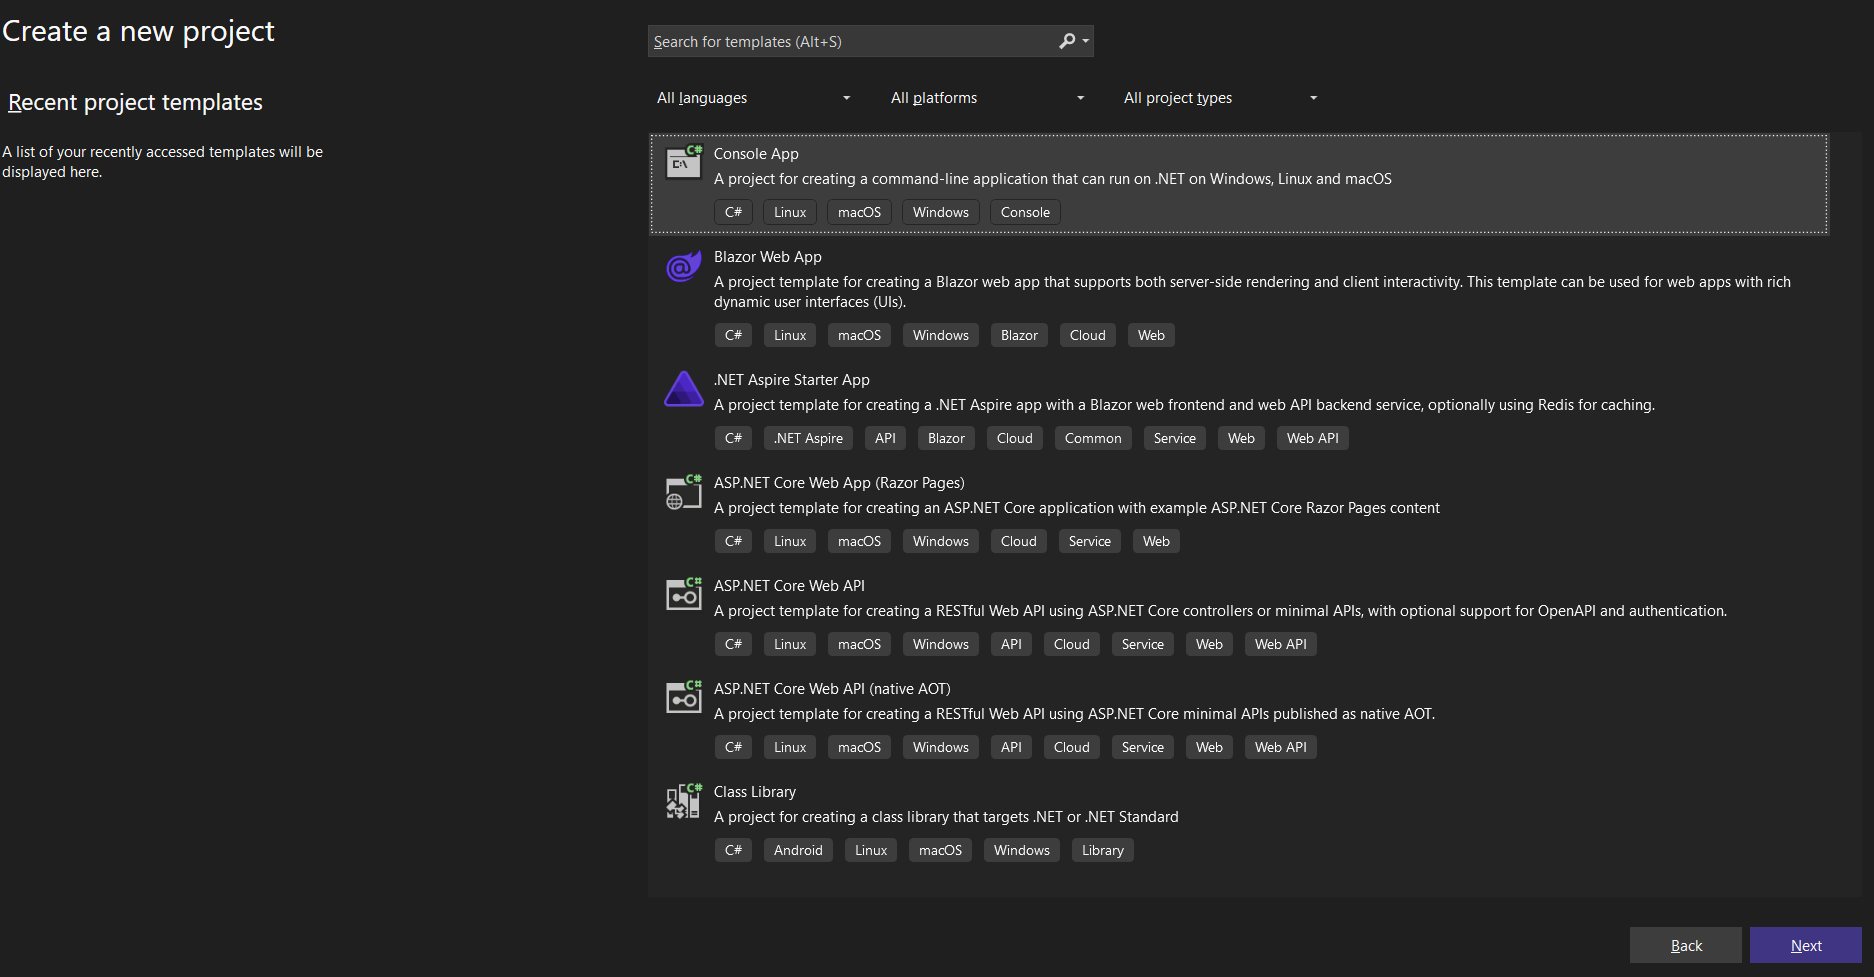 Create a new project
Search for templates (Alt+S)
Recent project templates
A list of your recently accessed templates will be
displayed here.
All languages
All platforms
All project types
C#
C:\
Console App
A project for creating a command-line application that can run on .NET on Windows, Linux and macOS
C# Linux macOS Windows Console
Blazor Web App
A project template for creating a Blazor web app that supports both server-side rendering and client interactivity. This template can be used for web apps with rich
dynamic user interfaces (UIs).
C# Linux macOS Windows Blazor Cloud Web
.NET Aspire Starter App
A project template for creating a .NET Aspire app with a Blazor web frontend and web API backend service, optionally using Redis for caching.
C# .NET Aspire API Blazor Cloud Common Service Web Web API
C#
ASP.NET Core Web App (Razor Pages)
A project template for creating an ASP.NET Core application with example ASP.NET Core Razor Pages content
C# Linux macOS Windows Cloud Service Web
C#
ASP.NET Core Web API
A project template for creating a RESTful Web API using ASP.NET Core controllers or minimal APIs, with optional support for OpenAPI and authentication.
C# Linux macOS Windows API Cloud Service Web Web API
C#
ASP.NET Core Web API (native AOT)
A project template for creating a RESTful Web API using ASP.NET Core minimal APIs published as native AOT.
C# Linux macOS Windows API Cloud Service Web Web API
C#
Class Library
A project for creating a class library that targets .NET or .NET Standard
C# Android Linux macOS Windows Library
Back
Next